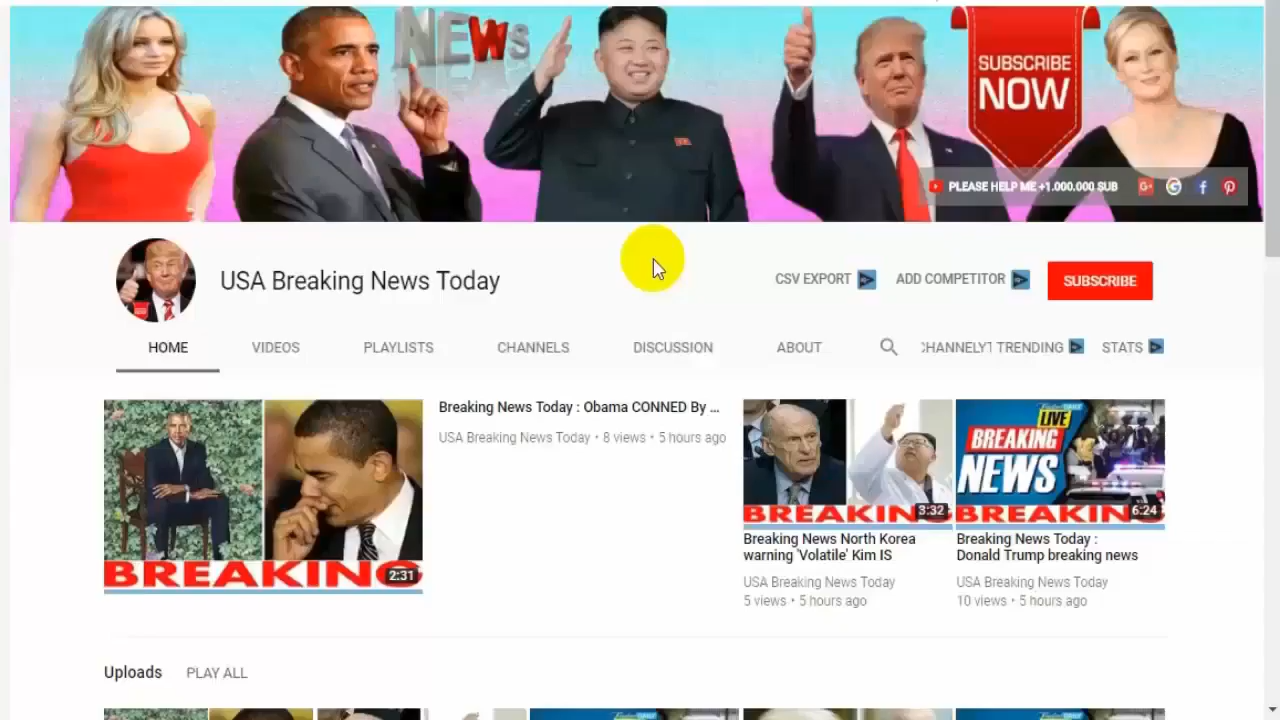 NEWS
SUBSCRIBE
NOW
PLEASE HELP ME +1.000.000 SUB
USA Breaking News Today
CSV EXPORT
ADD COMPETITOR
SUBSCRIBE
HOME
VIDEOS
PLAYLISTS
CHANNELS
DISCUSSION
ABOUT
CHANNELYT TRENDING
STATS
Breaking News Today : Obama CONNED By ...
USA Breaking News Today • 8 views • 5 hours ago
BREAKING
2:31
BREAKING
3:32
Breaking News North Korea
warning 'Volatile' Kim IS
USA Breaking News Today
5 views • 5 hours ago
LIVE
BREAKING
NEWS
BREAKING
6:24
Breaking News Today :
Donald Trump breaking news
USA Breaking News Today
10 views • 5 hours ago
Uploads
PLAY ALL